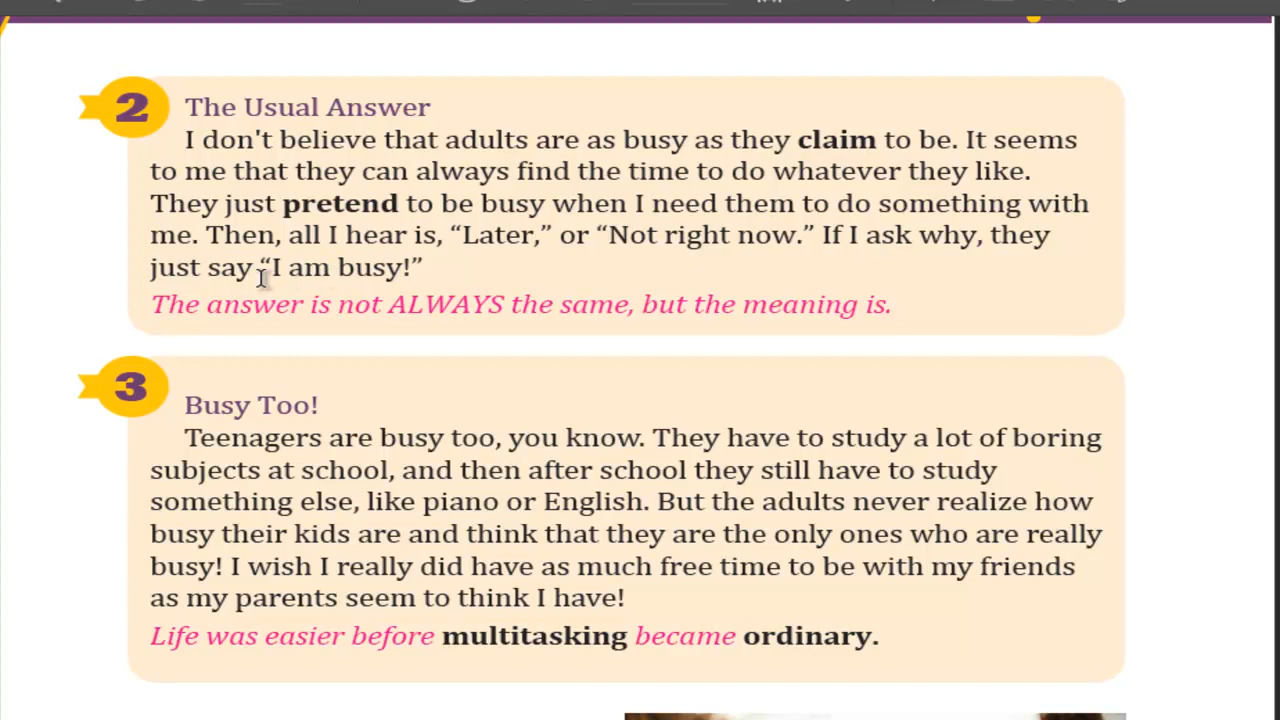 2
The Usual Answer
I don't believe that adults are as busy as they claim to be. It seems
to me that they can always find the time to do whatever they like.
They just pretend to be busy when I need them to do something with
me. Then, all I hear is, “Later,” or “Not right now.” If I ask why, they
just say “I am busy!”
The answer is not ALWAYS the same, but the meaning is.
3
Busy Too!
Teenagers are busy too, you know. They have to study a lot of boring
subjects at school, and then after school they still have to study
something else, like piano or English. But the adults never realize how
busy their kids are and think that they are the only ones who are really
busy! I wish I really did have as much free time to be with my friends
as my parents seem to think I have!
Life was easier before multitasking became ordinary.